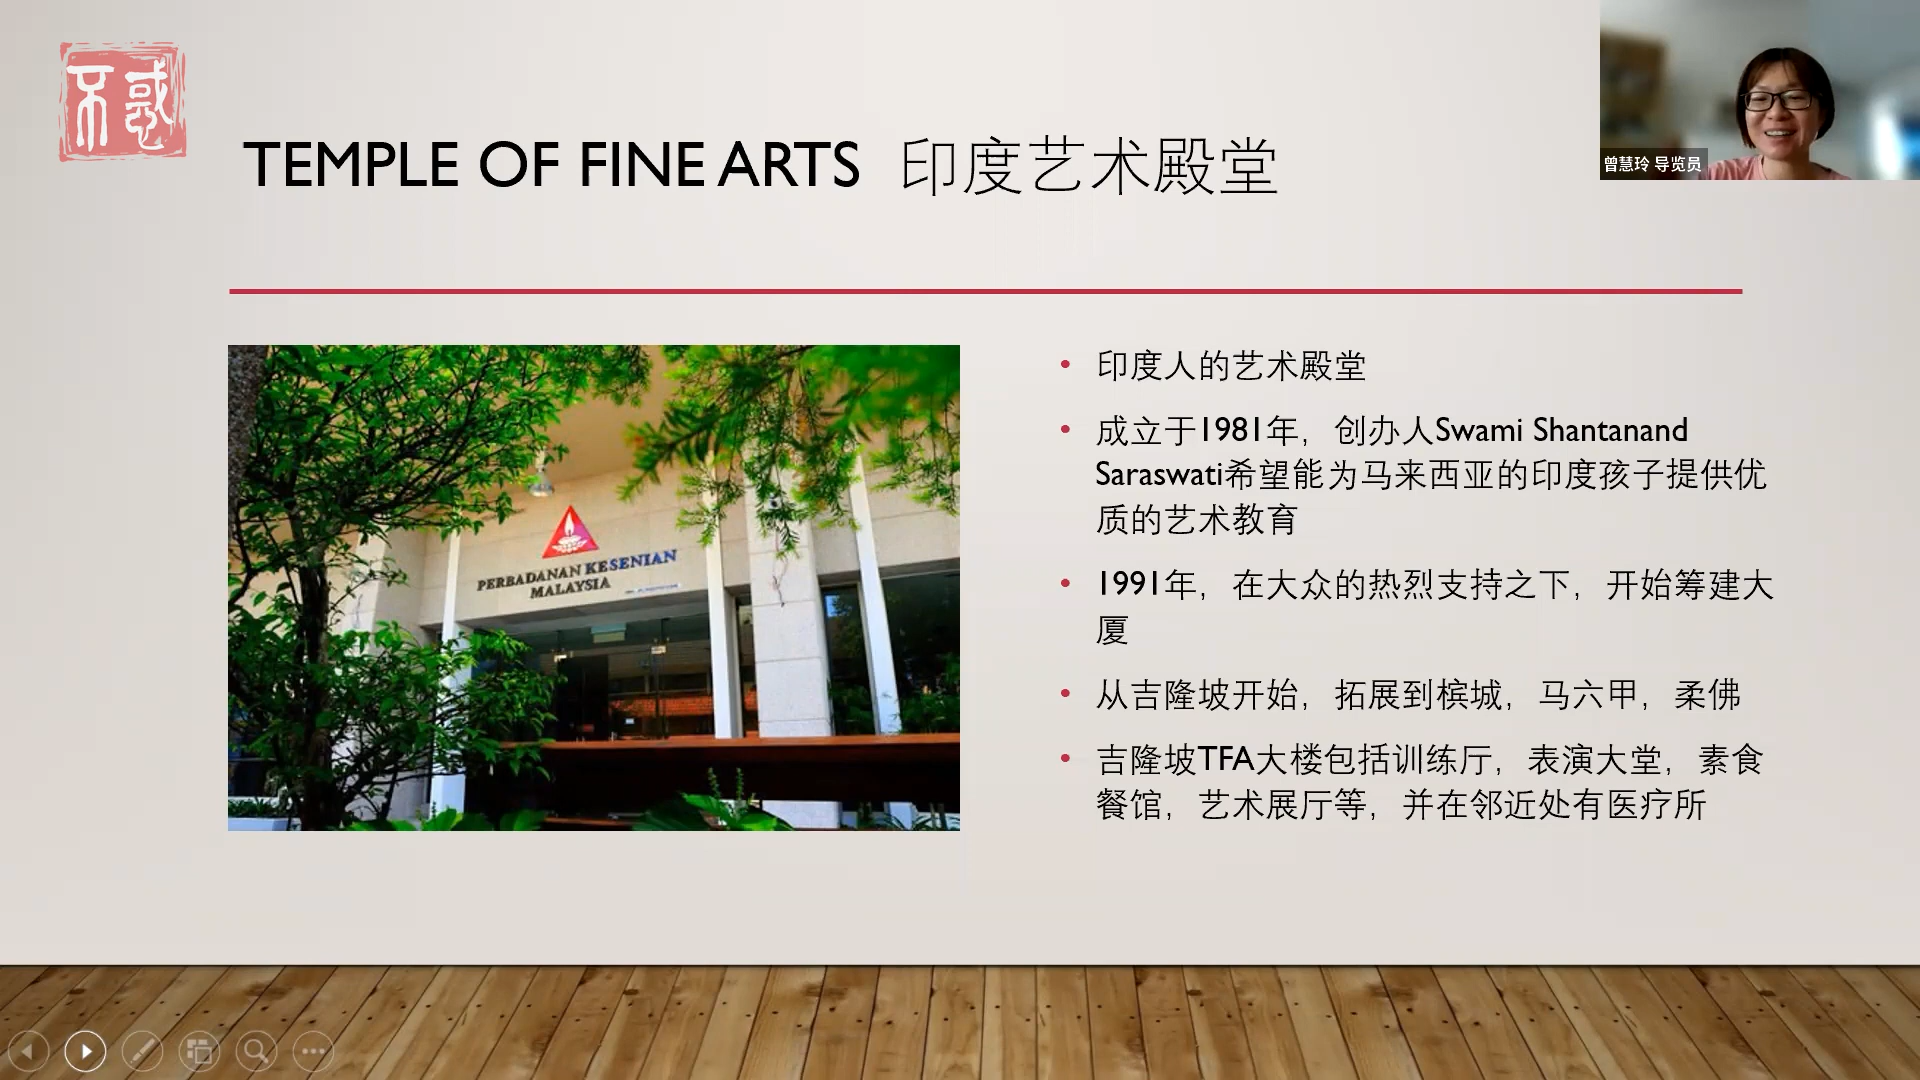 不惑
TEMPLE OF FINE ARTS 印度艺术殿堂
曾慧玲 导览员
PERBADANAN KESENIAN
MALAYSIA
• 印度人的艺术殿堂
• 成立于1981年，创办人Swami Shantanand
Saraswati希望能为马来西亚的印度孩子提供优
质的艺术教育
• 1991年，在大众的热烈支持之下，开始筹建大
厦
• 从吉隆坡开始，拓展到槟城，马六甲，柔佛
• 吉隆坡TFA大楼包括训练厅，表演大堂，素食
餐馆，艺术展厅等，并在邻近处有医疗所